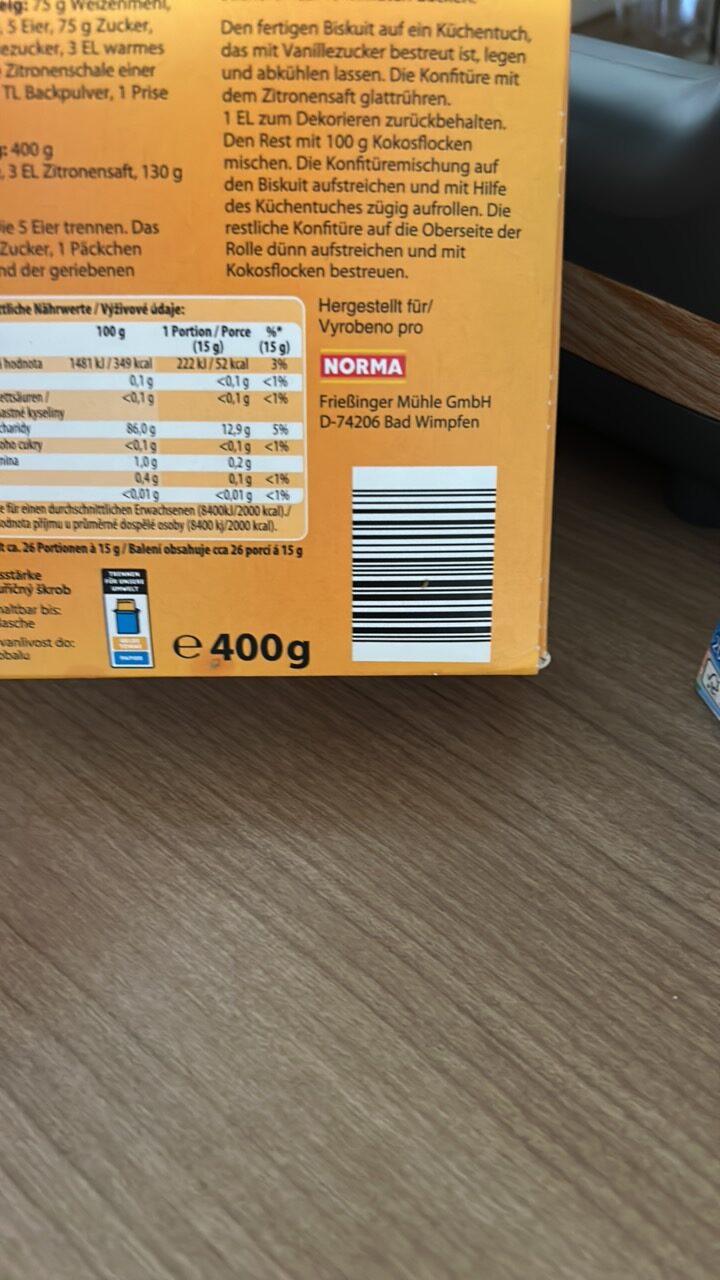 eig: 75 g Weizenmehl,
5 Eier, 75 g Zucker,
ezucker, 3 EL warmes
Zitronenschale einer
TL Backpulver, 1 Prise
g: 400 g
, 3 EL Zitronensaft, 130 g
ie 5 Eier trennen. Das
Zucker, 1 Päckchen
nd der geriebenen
Den fertigen Biskuit auf ein Küchentuch,
das mit Vanillezucker bestreut ist, legen
und abkühlen lassen. Die Konfitüre mit
dem Zitronensaft glattrühren.
1 EL zum Dekorieren zurückbehalten.
Den Rest mit 100 g Kokosflocken
mischen. Die Konfitüremischung auf
den Biskuit aufstreichen und mit Hilfe
des Küchentuches zügig aufrollen. Die
restliche Konfitüre auf die Oberseite der
Rolle dünn aufstreichen und mit
Kokosflocken bestreuen.
ttliche Nährwerte / Výživové údaje:
100 g 1 Portion / Porce %*
(15 g) (15 g)
hodnota 1481 kJ / 349 kcal 222 kJ / 52 kcal 3%
0,1 g <0,1 g <1%
ettsäuren / <0,1 g <0,1 g <1%
astné kyseliny
charidy 86,0 g 12,9 g 5%
oho cukry <0,1 g <0,1 g <1%
nina 1,0 g 0,2 g
0,4 g 0,1 g <1%
<0,01 g <0,01 g <1%
e für einen durchschnittlichen Erwachsenen (8400kJ/2000 kcal)./
odnota příjmu u průměrné dospělé osoby (8400 kj/2000 kcal).
t ca. 26 Portionen à 15 g / Balení obsahuje cca 26 porcí á 15 g
Hergestellt für/
Vyrobeno pro
NORMA
Frießinger Mühle GmbH
D-74206 Bad Wimpfen
sstärke
uřičný škrob
haltbar bis:
lasche
vanlivost do:
obalu
TRENNEN
FÜR UNSERE
UMWELT
GELBE
TONNE
PAPIER
e 400g